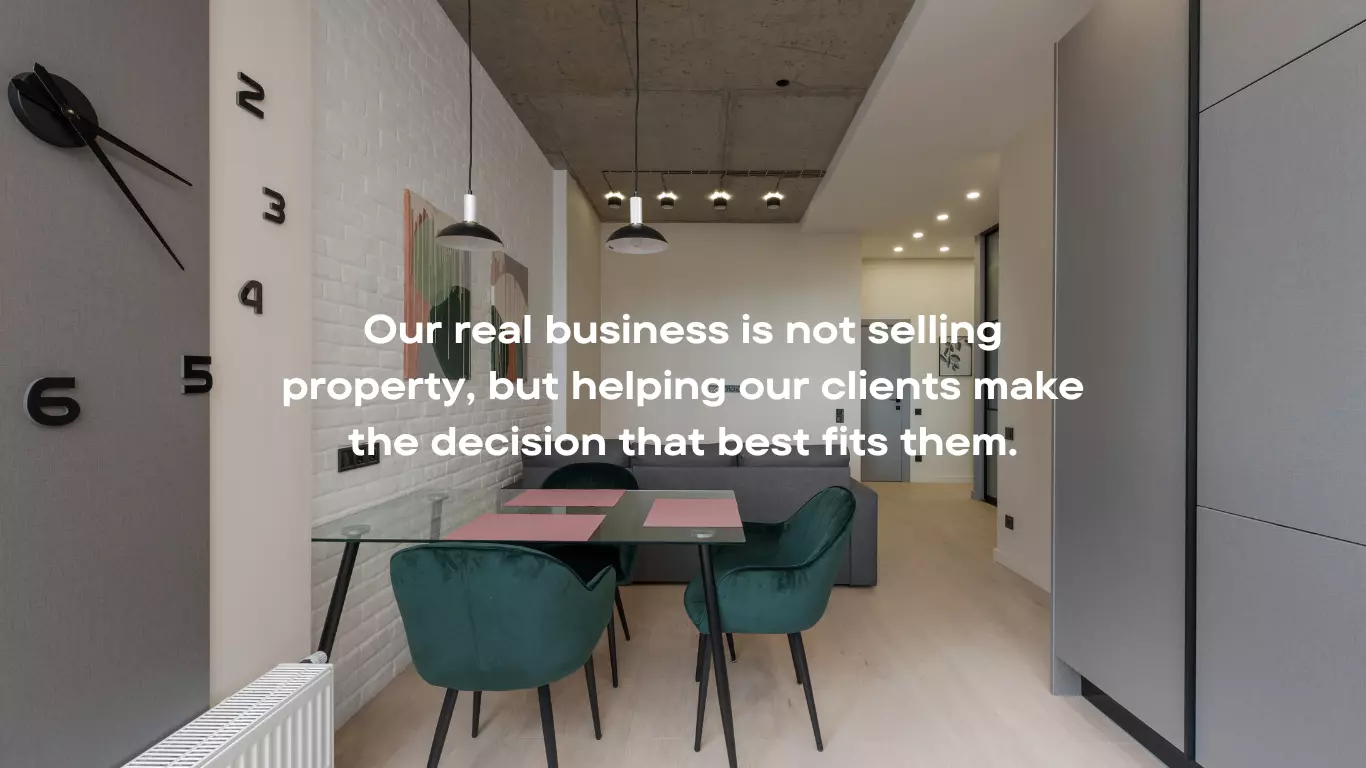 2
3
4
5
6
Our real business is not selling
property, but helping our clients make
the decision that best fits them.